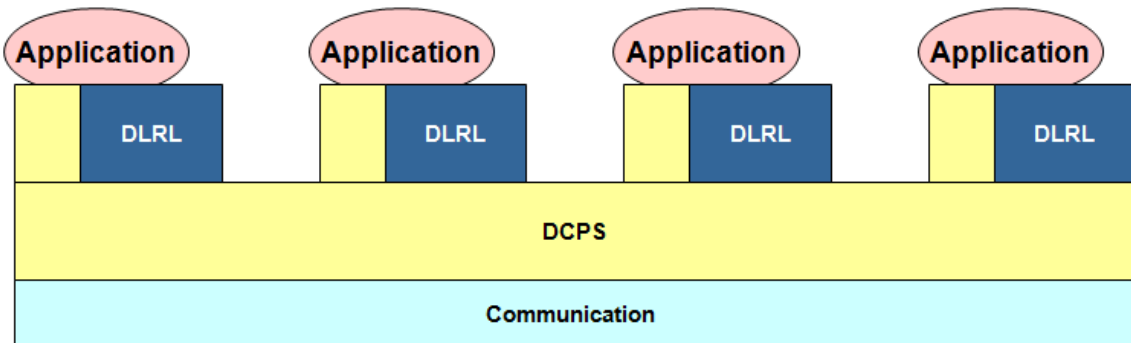 Application Application Application Application
DLRL DLRL DLRL DLRL
DCPS
Communication